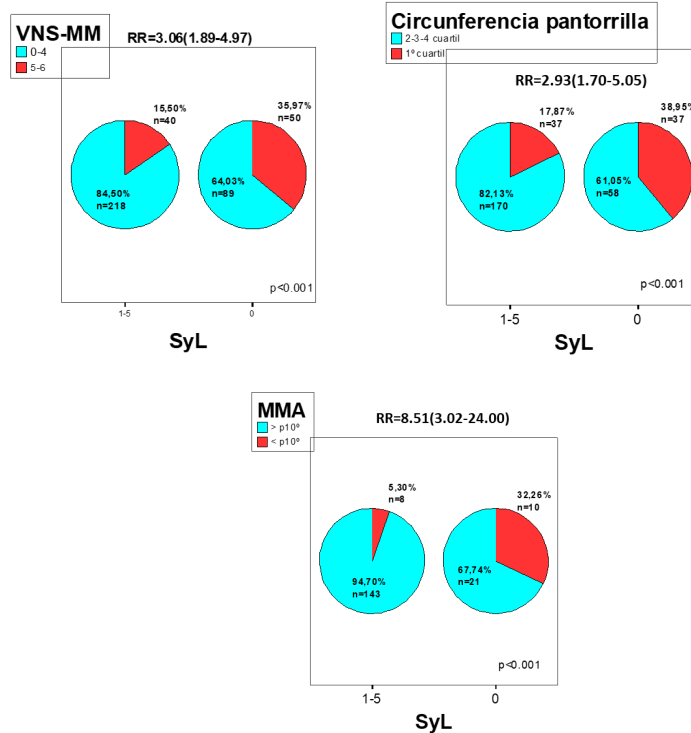 VNS-MM
0-4
5-6
RR=3.06(1.89-4.97)
15,50%
n=40
35,97%
n=50
84,50%
n=218
64,03%
n=89
p<0.001
1-5
0
SyL
Circunferencia pantorrilla
2-3-4 cuartil
1º cuartil
RR=2.93(1.70-5.05)
17,87%
n=37
38,95%
n=37
82,13%
n=170
61,05%
n=58
p<0.001
1-5
0
SyL
MMA
> p10º
< p10º
RR=8.51(3.02-24.00)
5,30%
n=8
32,26%
n=10
94,70%
n=143
67,74%
n=21
p<0.001
1-5
0
SyL